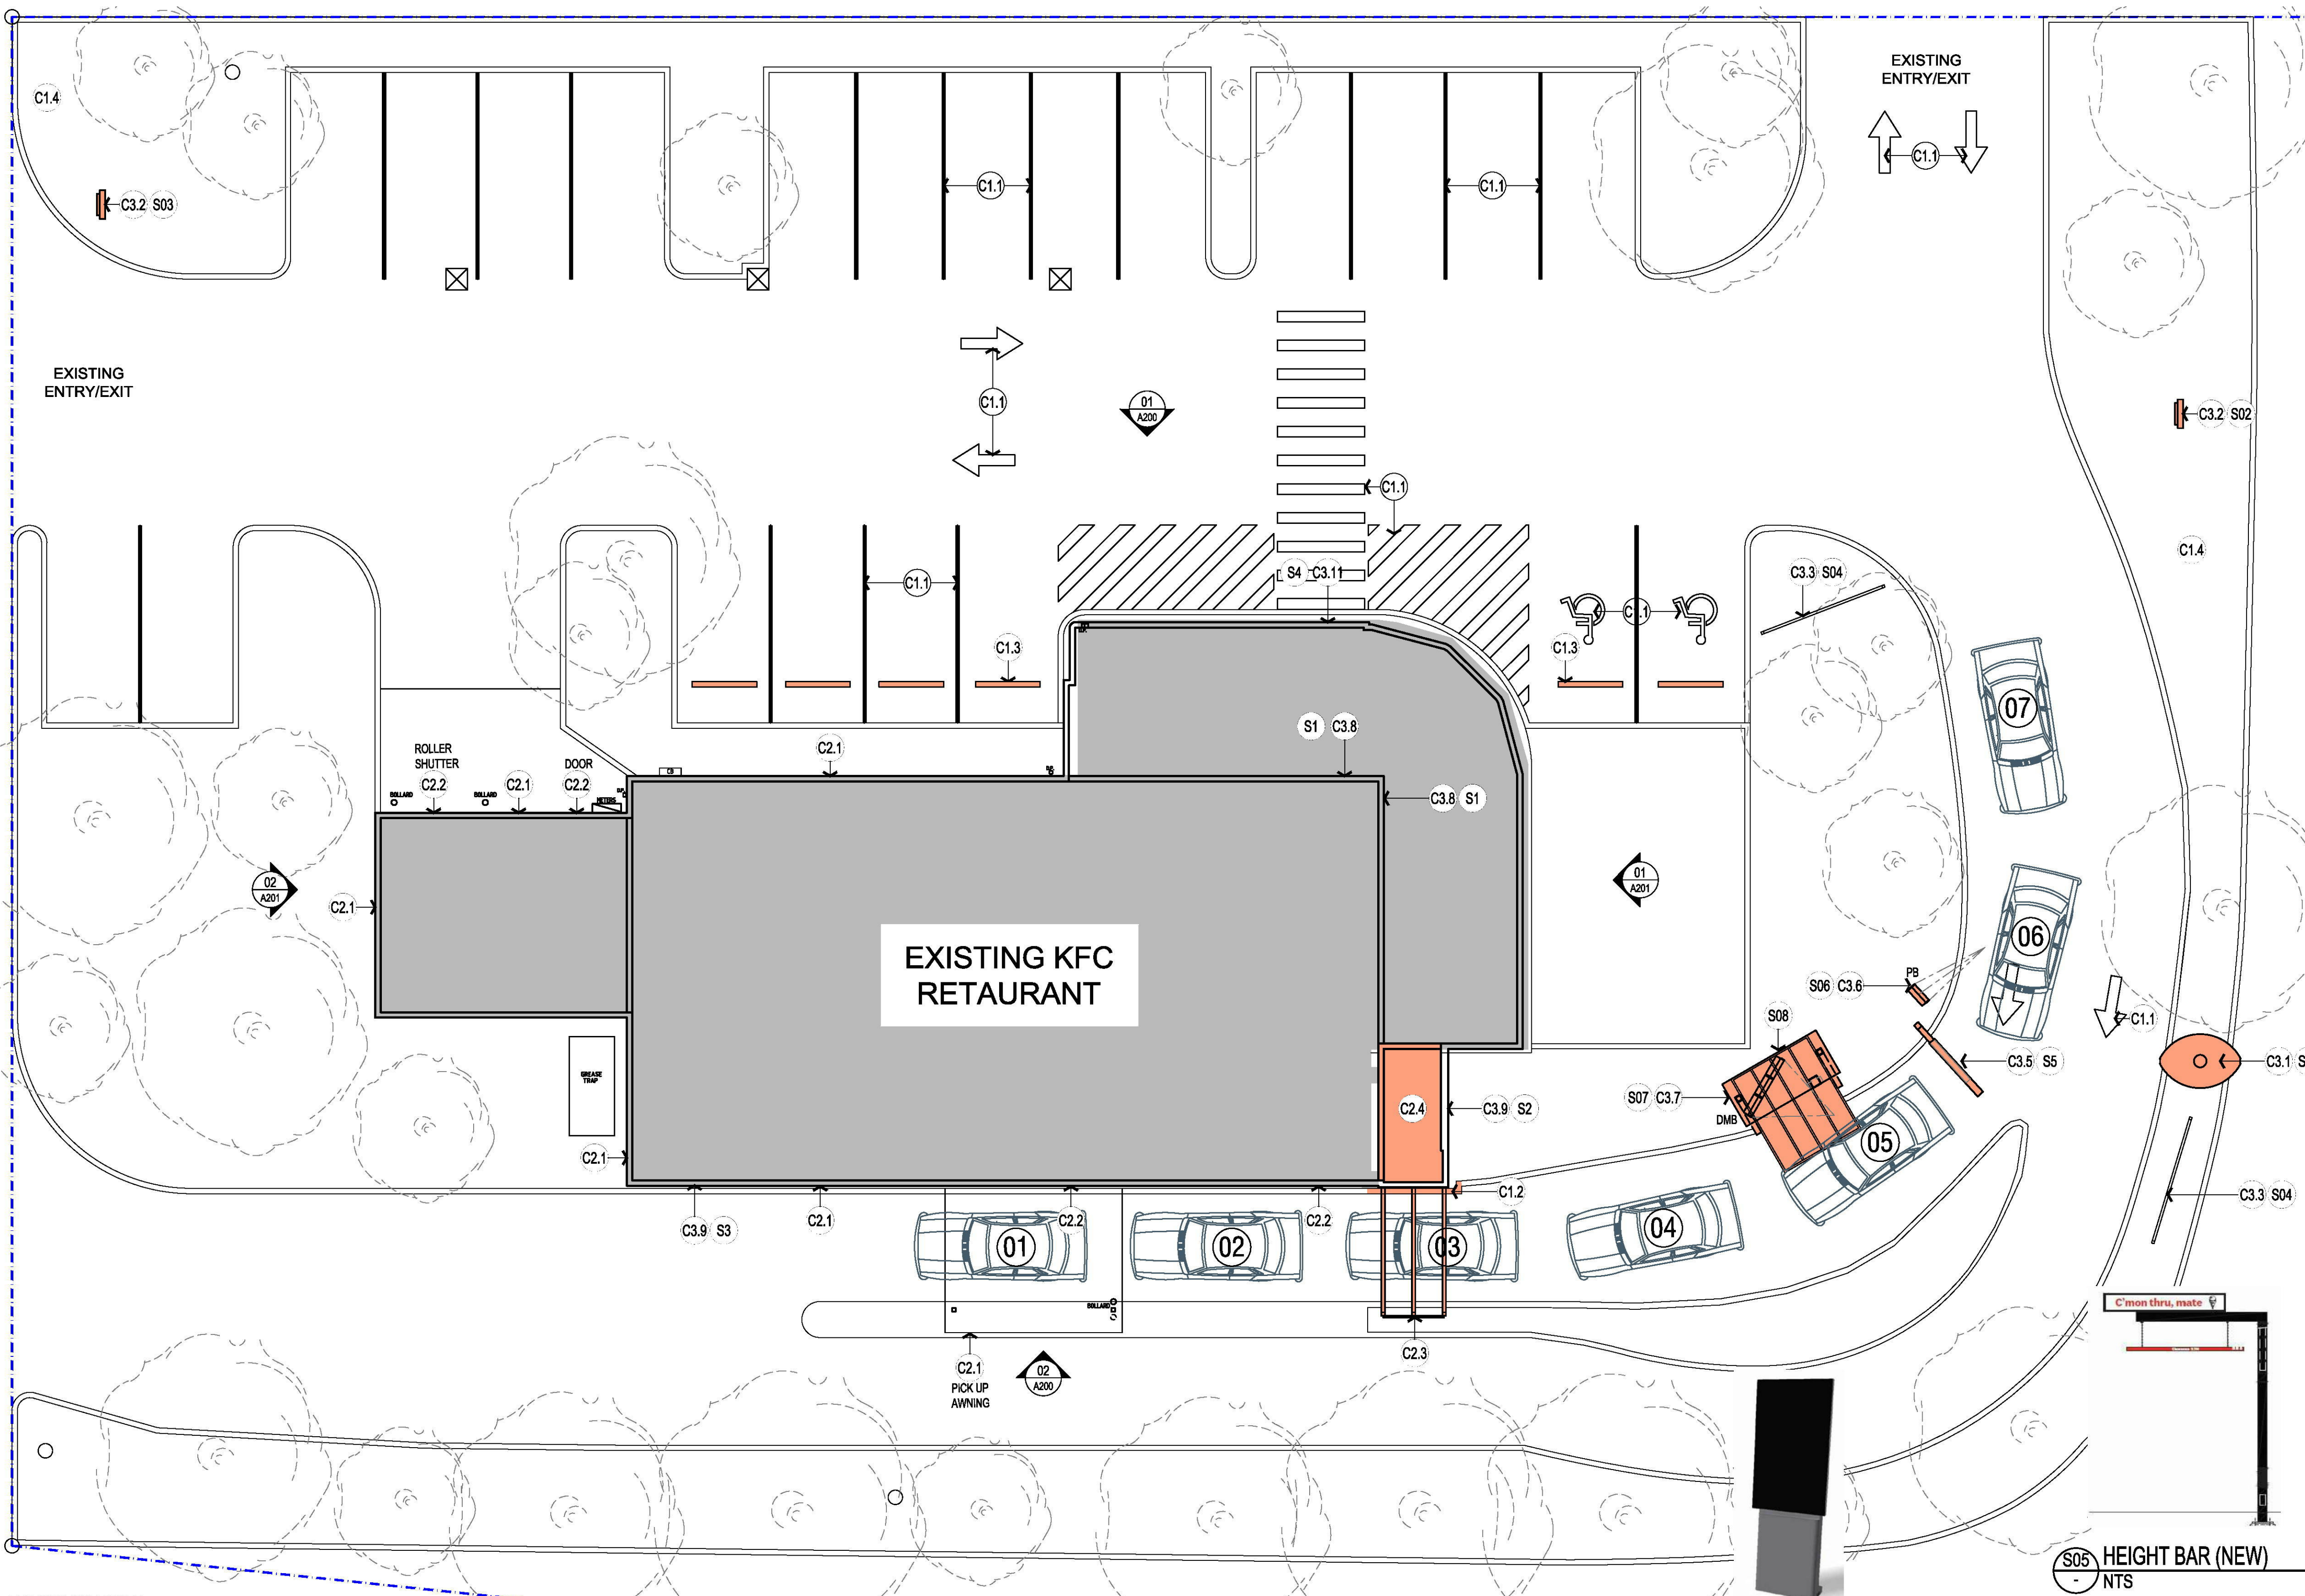 EXISTING
ENTRY/EXIT
C1.4
C1.1
C3.2 S03
C1.1
C1.1
EXISTING
ENTRY/EXIT
C1.1
01
A200
C3.2 S02
C1.1
C1.4
C1.1
S4 C3.11
C1.1
C3.3 S04
C1.3
C1.3
07
S1 C3.8
ROLLER
SHUTTER
C2.2
C2.1
DOOR
C2.2
C2.1
BOLLARD
BOLLARD
METERS
D.P.
CB
D.P.
D.P.
C3.8 S1
02
A201
C2.1
01
A201
06
EXISTING KFC
RETAURANT
PB
S06 C3.6
S08
C1.1
C3.5 S5
C3.1 S
GREASE
TRAP
S07 C3.7
DMB
C2.4
C3.9 S2
05
C2.1
C1.2
C3.3 S04
C3.9 S3
C2.1
C2.2
C2.2
01
02
03
04
BOLLARD
C'mon thru, mate
C2.3
C2.1
PICK UP
AWNING
02
A200
S05
-
HEIGHT BAR (NEW)
NTS